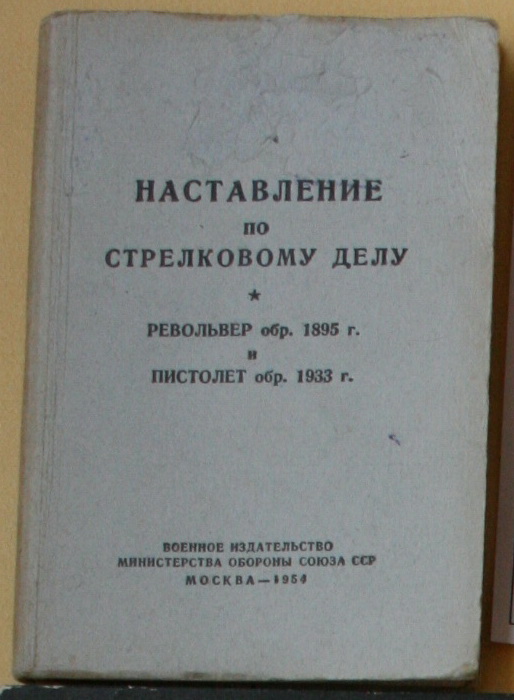 НАСТАВЛЕНИЕ
ПО
СТРЕЛКОВОМУ ДЕЛУ
★
РЕВОЛЬВЕР обр. 1895 г.
и
ПИСТОЛЕТ обр. 1933 г.
ВОЕННОЕ ИЗДАТЕЛЬСТВО
МИНИСТЕРСТВА ОБОРОНЫ СОЮЗА ССР
МОСКВА—1954